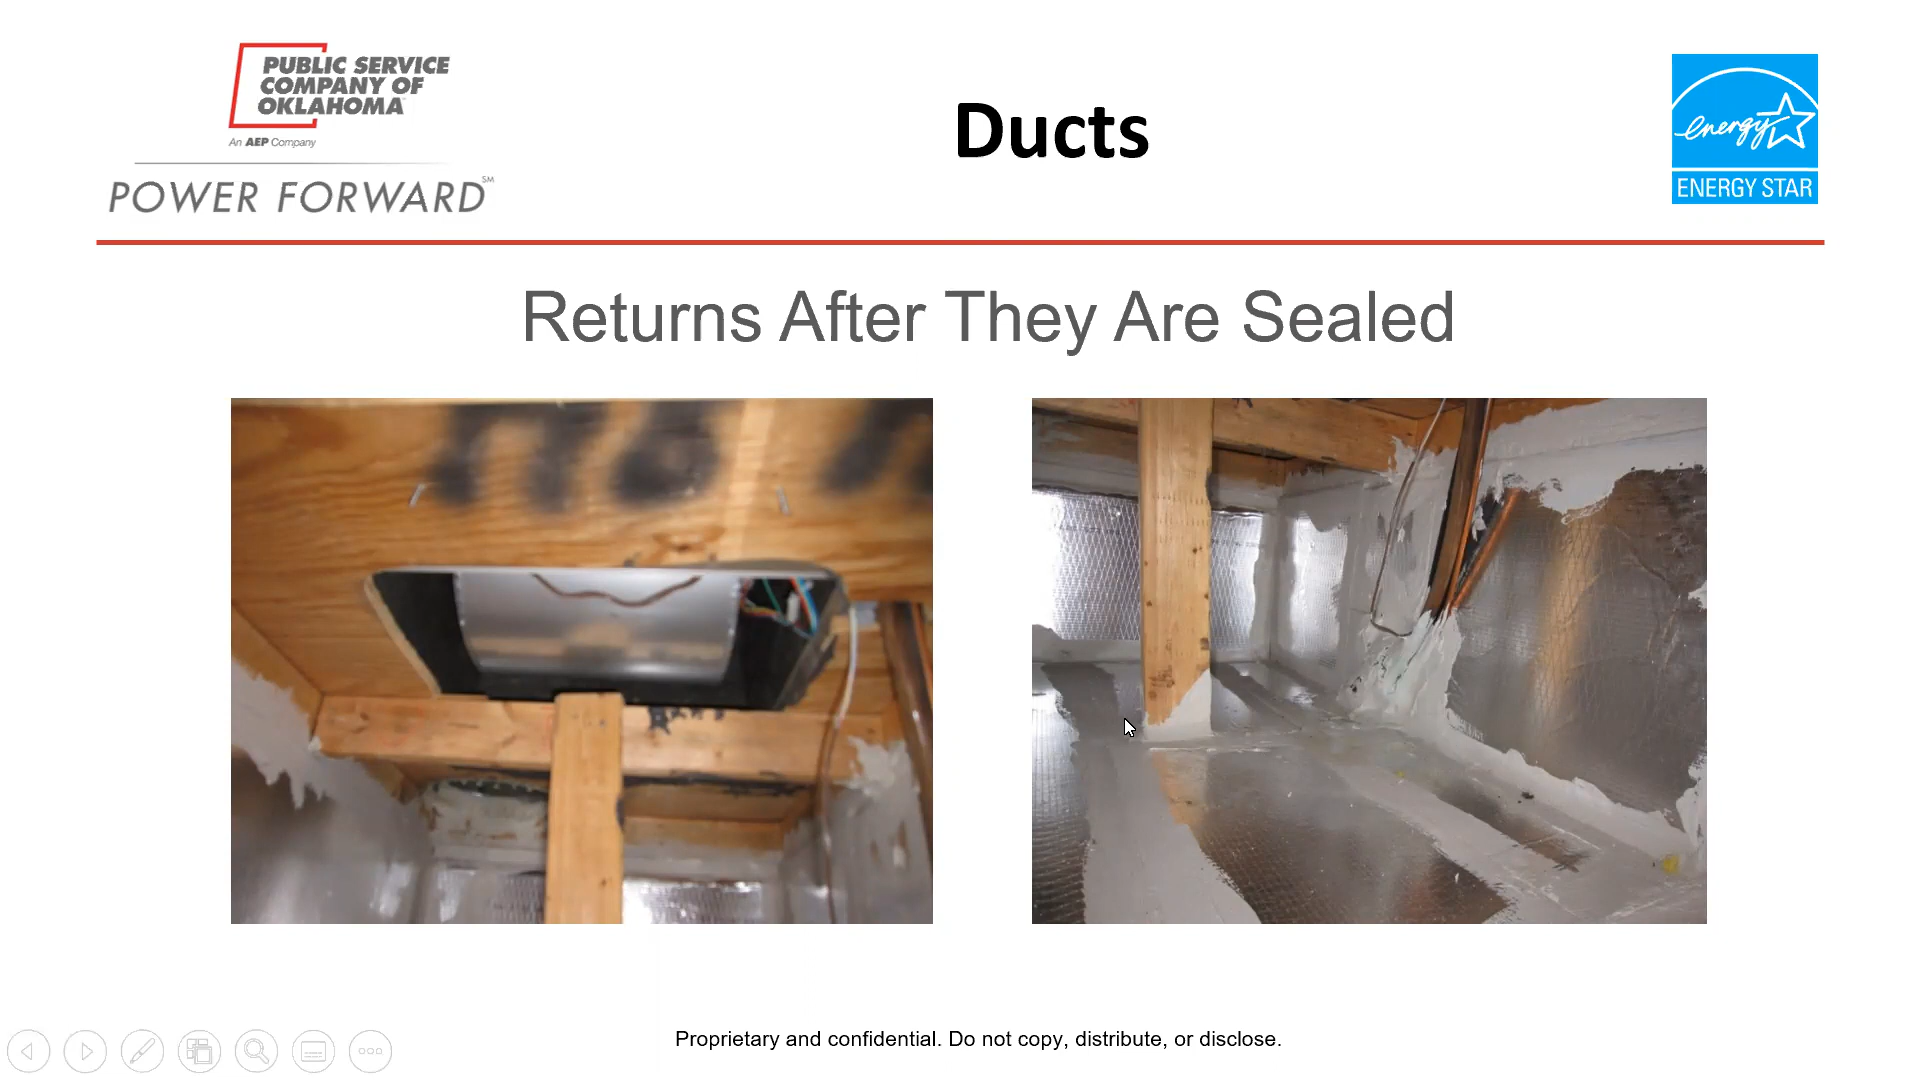 PUBLIC SERVICE
COMPANY OF
OKLAHOMA
An AEP Company
POWER FORWARD℠
Ducts
energy
ENERGY STAR
Returns After They Are Sealed
Proprietary and confidential. Do not copy, distribute, or disclose.